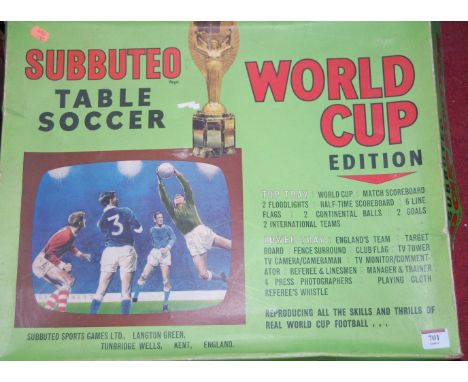 SUBBUTEO
Regd.
TABLE
SOCCER
WORLD
CUP
EDITION
TOP TRAY : WORLD CUP : MATCH SCOREBOARD
2 FLOODLIGHTS : HALF-TIME SCOREBOARD : 6 LINE
FLAGS : 2 CONTINENTAL BALLS : 2 GOALS
2 INTERNATIONAL TEAMS
LOWER TRAY : ENGLAND'S TEAM : TARGET
BOARD : FENCE SURROUND : CLUB FLAG : TV TOWER
TV CAMERA/CAMERAMAN : TV MONITOR/COMMENT-
ATOR : REFEREE & LINESMEN : MANAGER & TRAINER
4 PRESS PHOTOGRAPHERS : PLAYING CLOTH
REFEREE'S WHISTLE
REPRODUCING ALL THE SKILLS AND THRILLS OF
REAL WORLD CUP FOOTBALL . . .
3
SUBBUTEO SPORTS GAMES LTD., LANGTON GREEN,
TUNBRIDGE WELLS, KENT, ENGLAND.
701